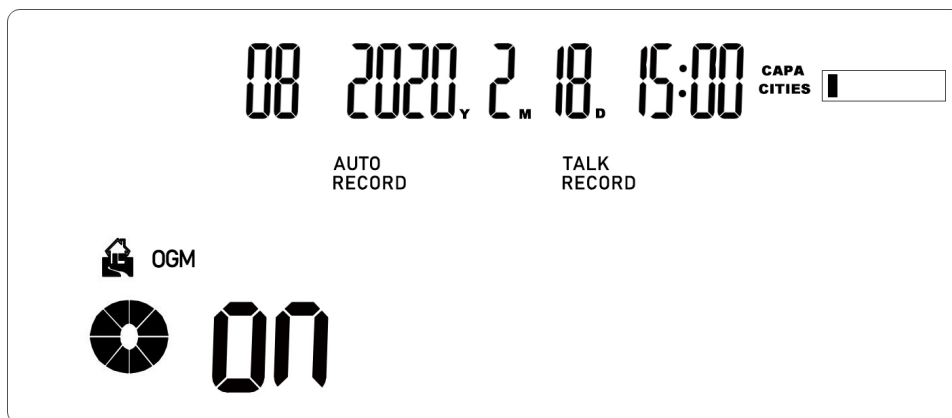 08 2020Y 2M 18D 15:00 CAPA
CITIES
AUTO
RECORD
TALK
RECORD
OGM
ON